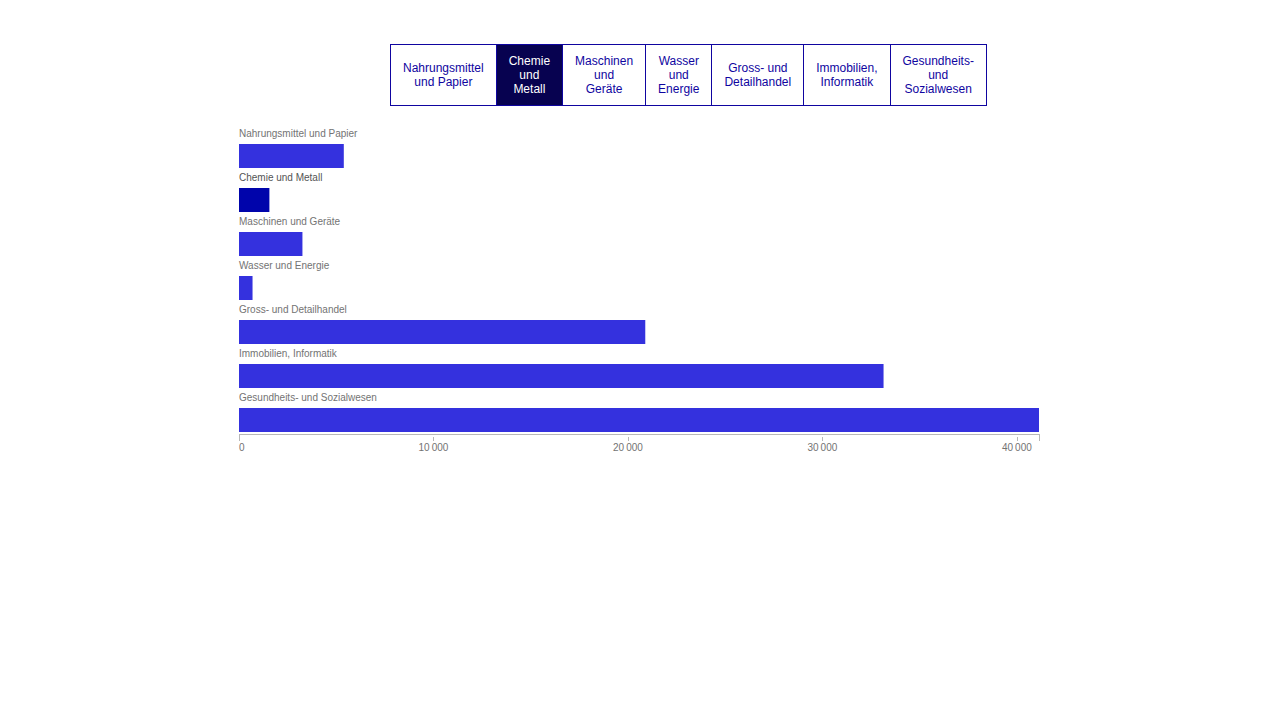 Nahrungsmittel
und Papier
Chemie
und
Metall
Maschinen
und
Geräte
Wasser
und
Energie
Gross- und
Detailhandel
Immobilien,
Informatik
Gesundheits-
und
Sozialwesen
Nahrungsmittel und Papier
Chemie und Metall
Maschinen und Geräte
Wasser und Energie
Gross- und Detailhandel
Immobilien, Informatik
Gesundheits- und Sozialwesen
0 10 000 20 000 30 000 40 000